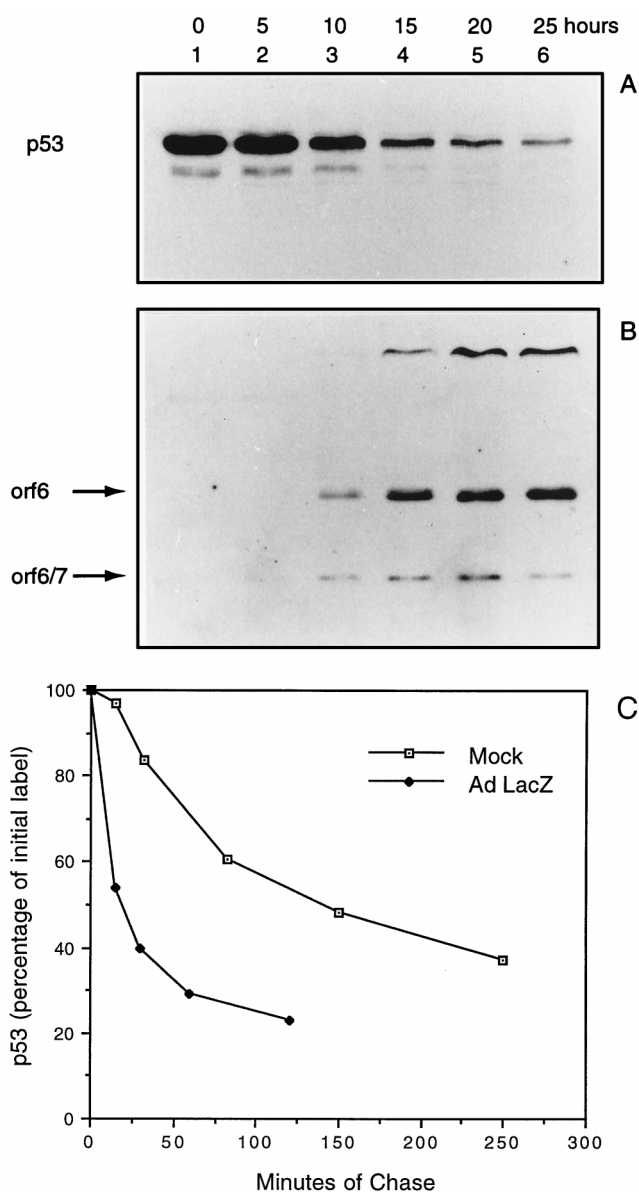 0 5 10 15 20 25 hours
1 2 3 4 5 6
A
p53
B
orf6
orf6/7
C
100
80
60
40
20
0
p53 (percentage of initial label)
Mock
Ad LacZ
0 50 100 150 200 250 300
Minutes of Chase